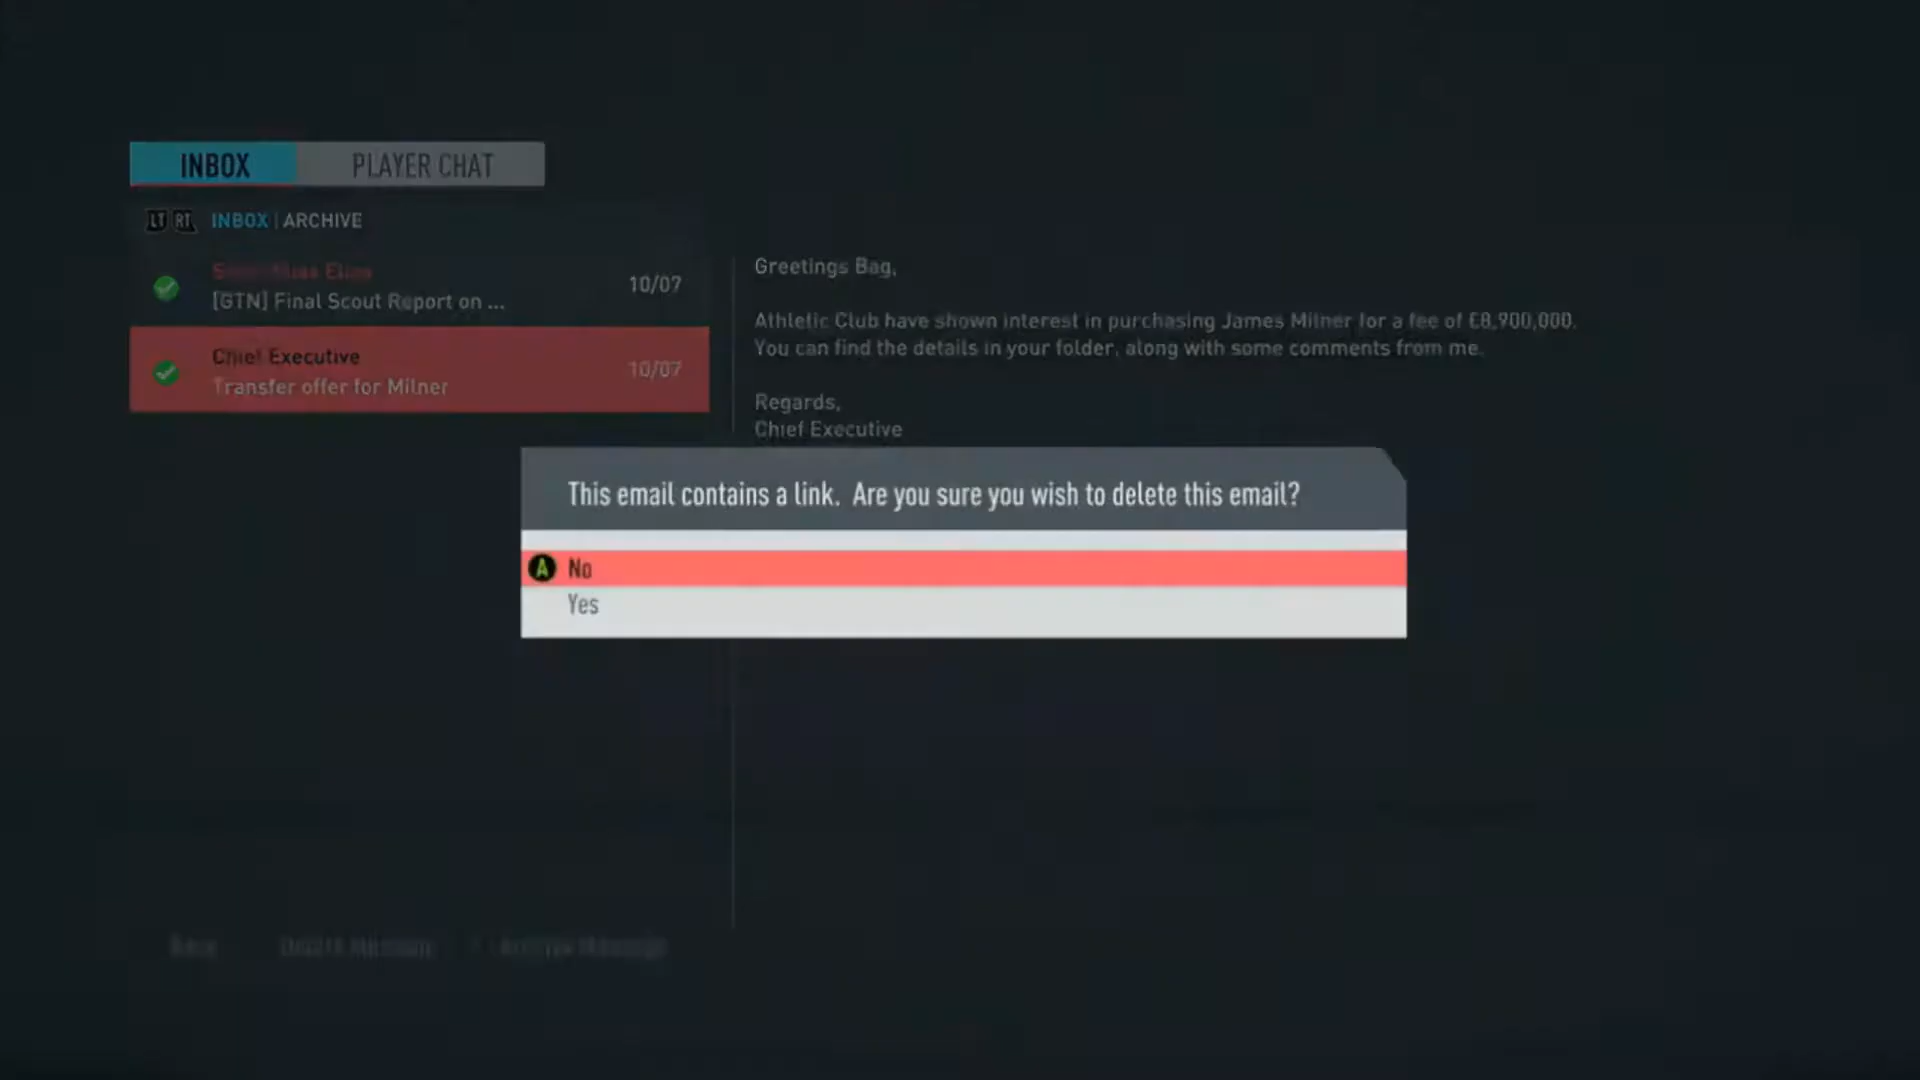 INBOX
PLAYER CHAT
LT RT INBOX | ARCHIVE
10/07
[GTN] Final Scout Report on ...
Chief Executive
10/07
Transfer offer for Milner
Greetings Bag,
Athletic Club have shown interest in purchasing James Milner for a fee of £8,900,000.
You can find the details in your folder, along with some comments from me.
Regards,
Chief Executive
This email contains a link. Are you sure you wish to delete this email?
A No
Yes